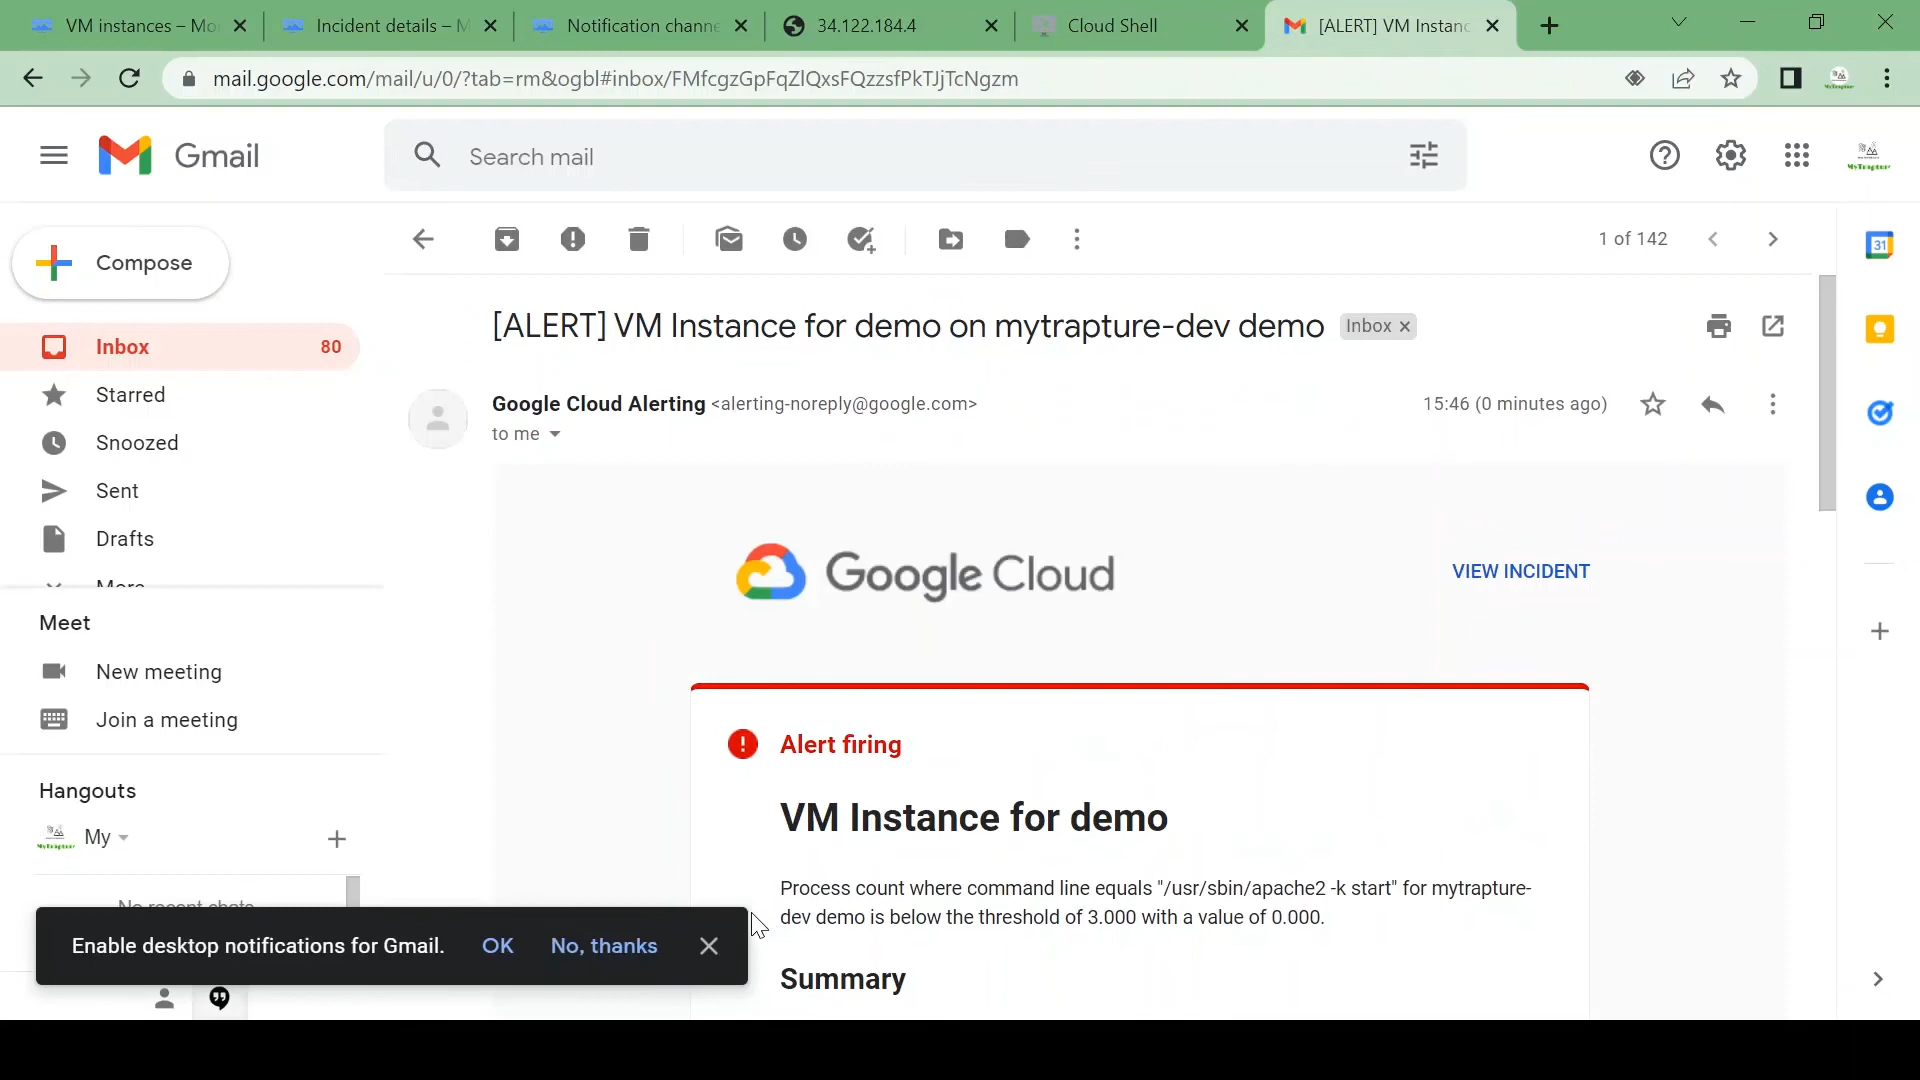 VM instances – Mo
Incident details – M
Notification channe
34.122.184.4
Cloud Shell
[ALERT] VM Instanc
mail.google.com/mail/u/0/?tab=rm&ogbl#inbox/FMfcgzGpFqZlQxsFQzzsfPkTJjTcNgzm
Gmail
Search mail
Compose
1 of 142
31
[ALERT] VM Instance for demo on mytrapture-dev demo
Inbox ×
Inbox 80
Starred
Snoozed
Sent
Drafts
More
Google Cloud Alerting <alerting-noreply@google.com>
15:46 (0 minutes ago)
to me
Google Cloud
VIEW INCIDENT
Meet
New meeting
Join a meeting
Hangouts
My
No recent chats
Alert firing
VM Instance for demo
Process count where command line equals "/usr/sbin/apache2 -k start" for mytrapture-
dev demo is below the threshold of 3.000 with a value of 0.000.
Summary
Enable desktop notifications for Gmail. OK No, thanks